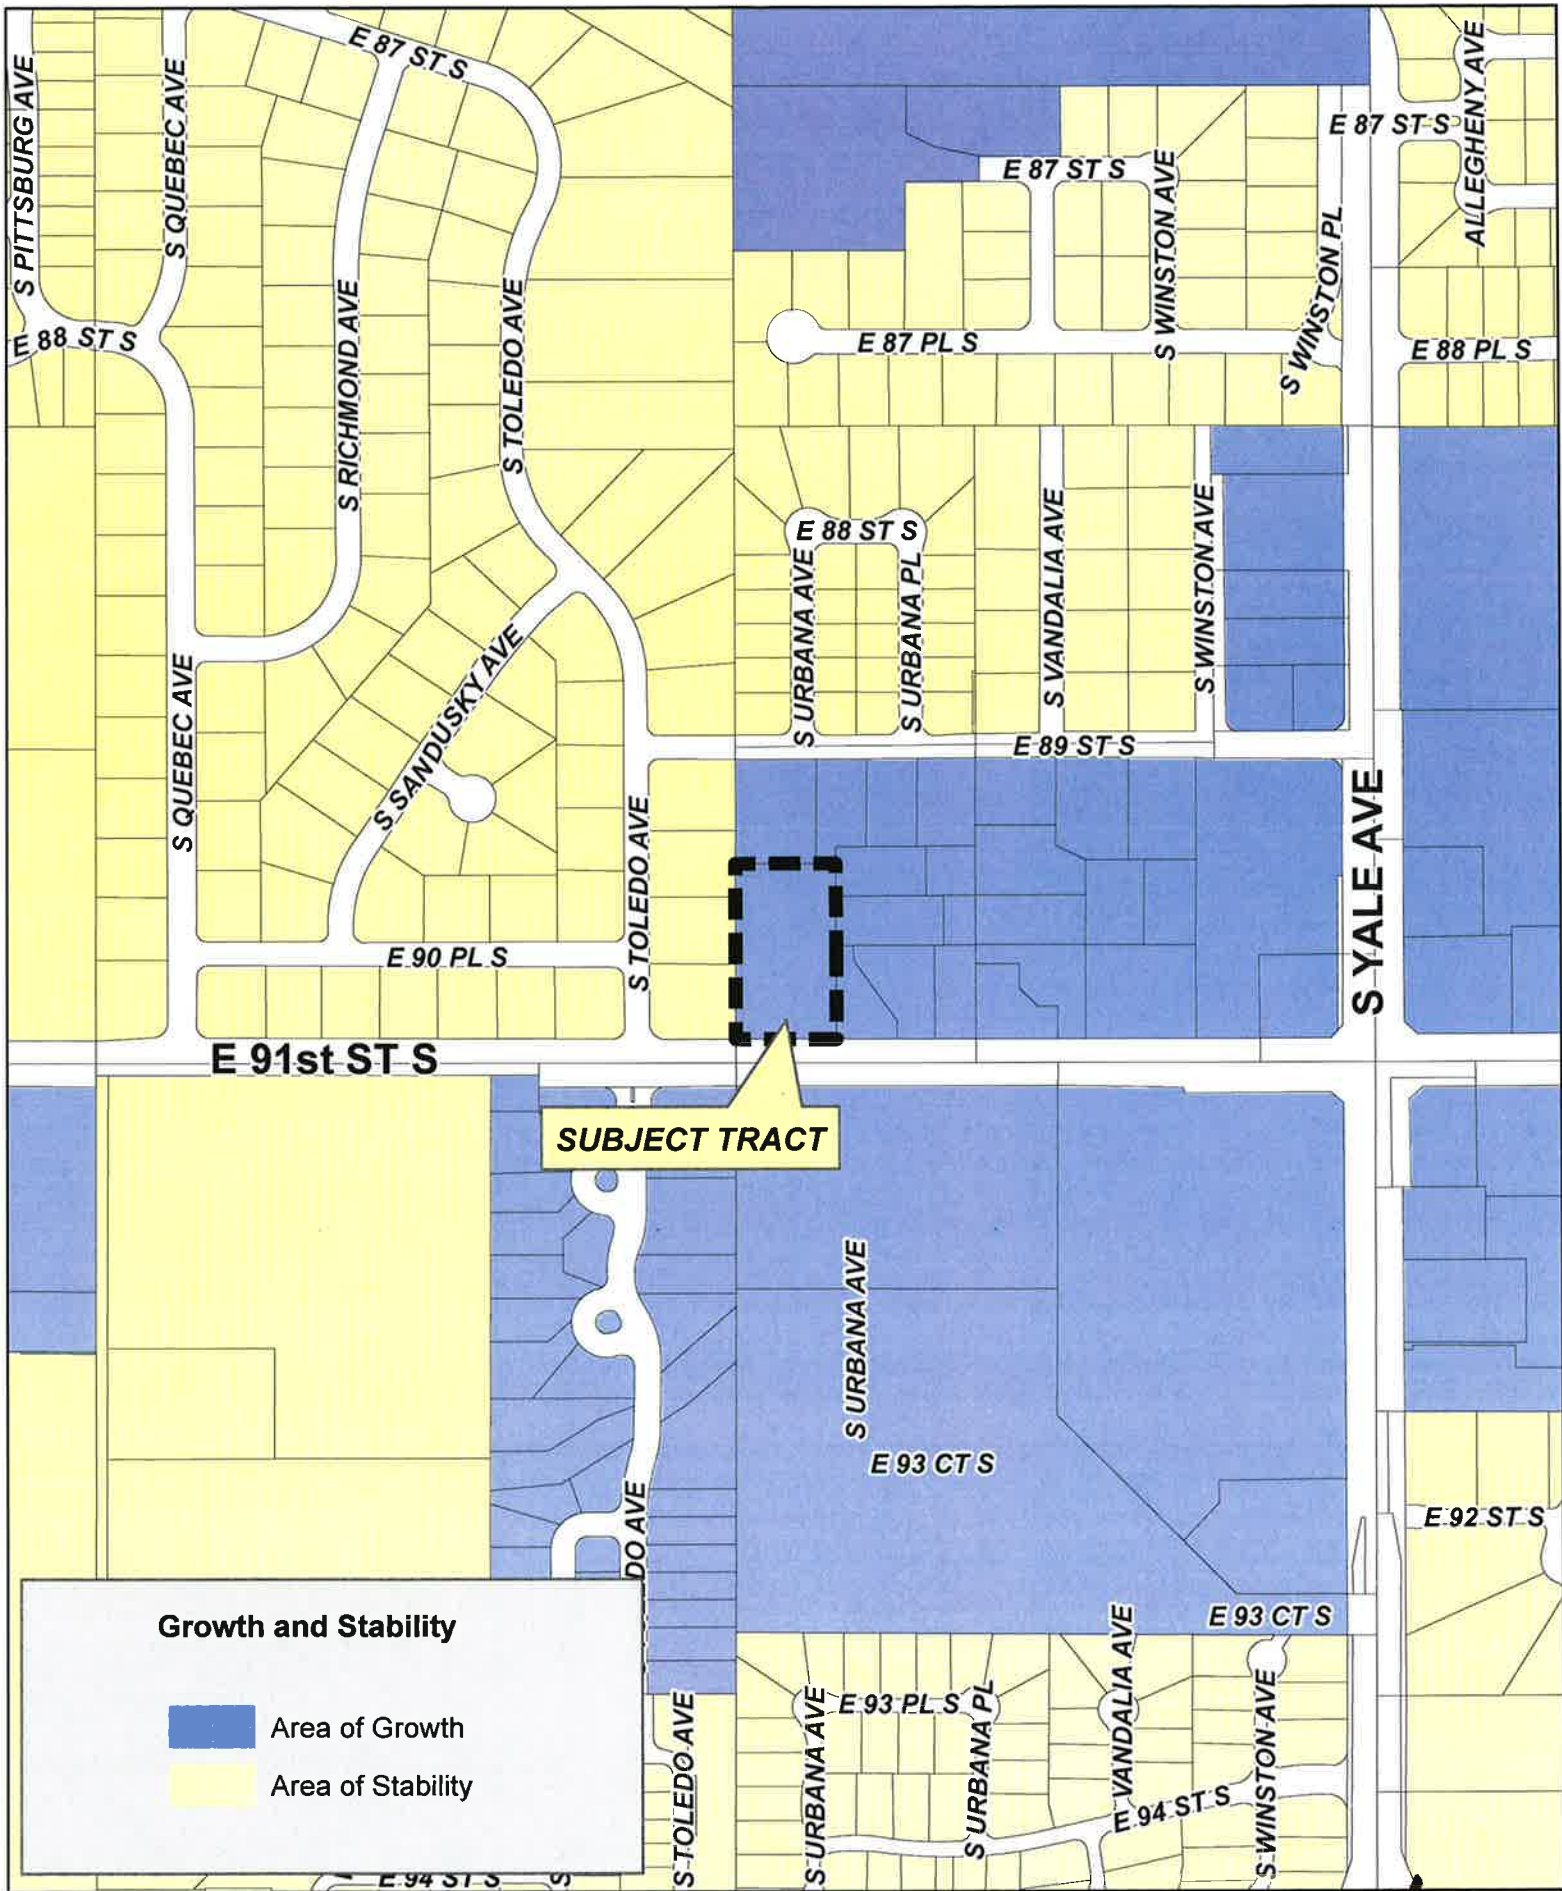 E 87 ST S
S PITTSBURG AVE
S QUEBEC AVE
ALLEGHENY AVE
E 87 ST S
E 87 ST S
S WINSTON AVE
S WINSTON PL
S RICHMOND AVE
S TOLEDO AVE
E 88 ST S
E 87 PL S
E 88 PL S
E 88 ST S
S URBANA AVE
S URBANA PL
S VANDALIA AVE
S WINSTON AVE
S QUEBEC AVE
S SANDUSKY AVE
E 89 ST S
S TOLEDO AVE
S YALE AVE
E 90 PL S
E 91st ST S
SUBJECT TRACT
S URBANA AVE
E 93 CT S
DO AVE
E 92 ST S
E 93 CT S
Growth and Stability
Area of Growth
Area of Stability
S TOLEDO AVE
S URBANA AVE
E 93 PL S
S URBANA PL
VANDALIA AVE
S WINSTON AVE
E 94 ST S
E 94 ST S
S